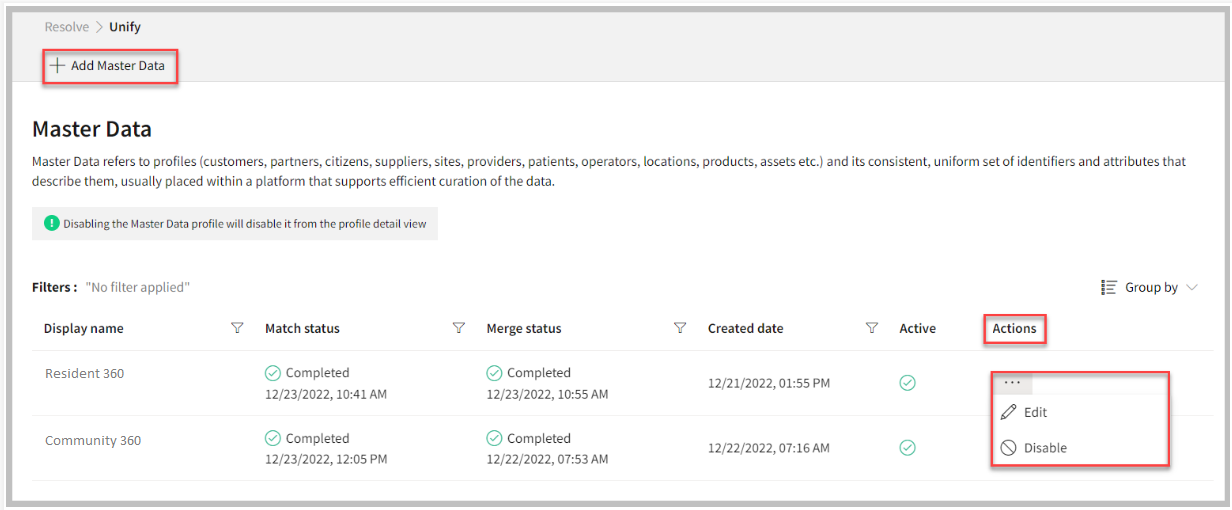 Resolve > Unify
+ Add Master Data
Master Data
Master Data refers to profiles (customers, partners, citizens, suppliers, sites, providers, patients, operators, locations, products, assets etc.) and its consistent, uniform set of identifiers and attributes that
describe them, usually placed within a platform that supports efficient curation of the data.
! Disabling the Master Data profile will disable it from the profile detail view
Filters : "No filter applied" Group by
Display name Match status Merge status Created date Active Actions
Resident 360 Completed Completed 12/21/2022, 01:55 PM ...
12/23/2022, 10:41 AM 12/23/2022, 10:55 AM
Edit
Community 360 Completed Completed 12/22/2022, 07:16 AM Disable
12/23/2022, 12:05 PM 12/22/2022, 07:53 AM